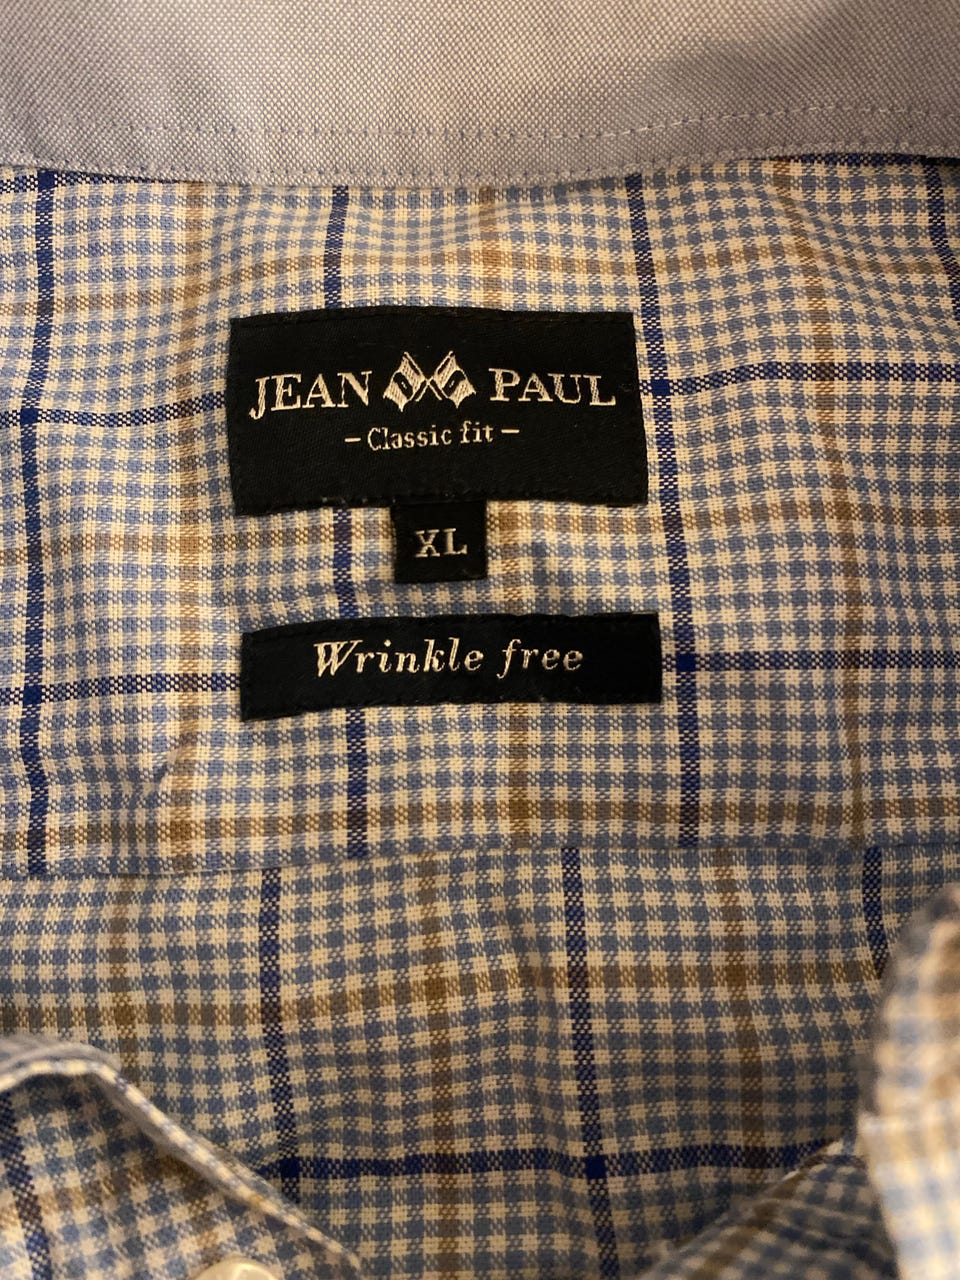 JEAN PAUL
- Classic fit -
XL
Wrinkle free